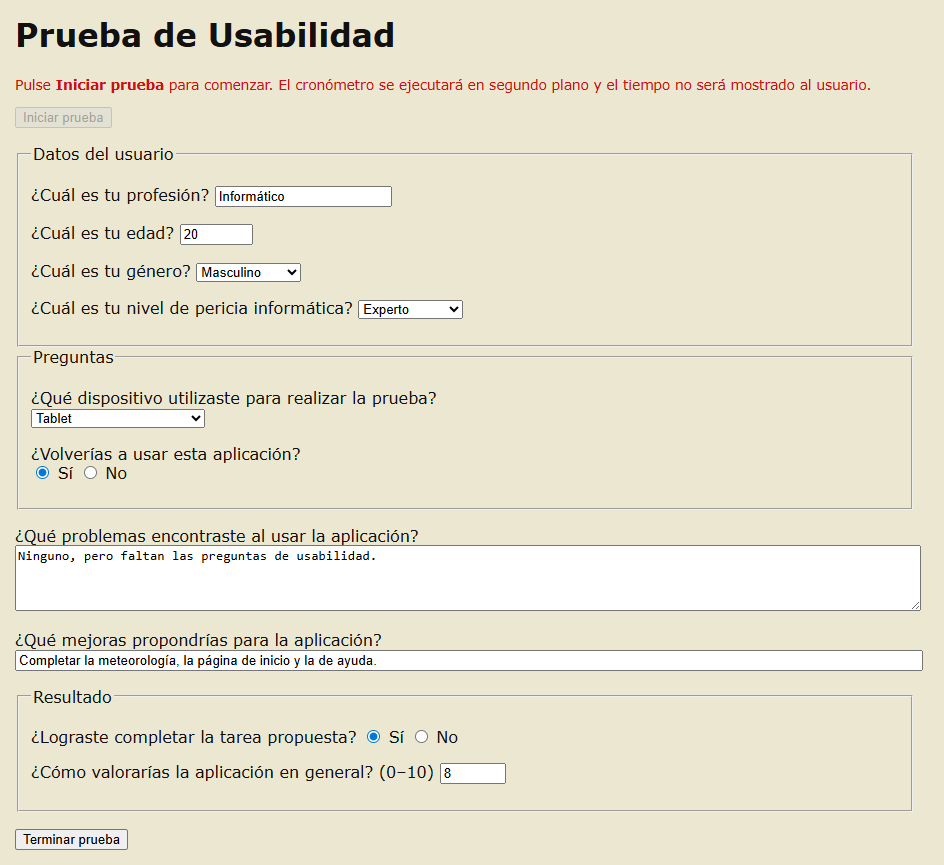 Prueba de Usabilidad
Pulse Iniciar prueba para comenzar. El cronómetro se ejecutará en segundo plano y el tiempo no será mostrado al usuario.
Iniciar prueba
Datos del usuario
¿Cuál es tu profesión? Informático
¿Cuál es tu edad? 20
¿Cuál es tu género? Masculino
¿Cuál es tu nivel de pericia informática? Experto
Preguntas
¿Qué dispositivo utilizaste para realizar la prueba?
Tablet
¿Volverías a usar esta aplicación?
Sí No
¿Qué problemas encontraste al usar la aplicación?
Ninguno, pero faltan las preguntas de usabilidad.
¿Qué mejoras propondrías para la aplicación?
Completar la meteorología, la página de inicio y la de ayuda.
Resultado
¿Lograste completar la tarea propuesta? Sí No
¿Cómo valorarías la aplicación en general? (0–10) 8
Terminar prueba